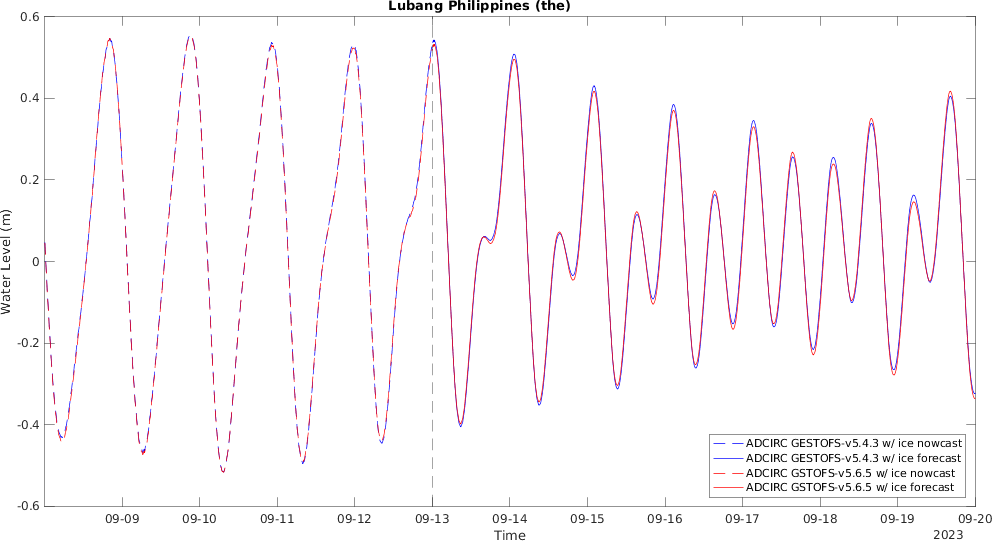 Lubang Philippines (the)
0.6
0.4
0.2
0
-0.2
-0.4
-0.6
Water Level (m)
ADCIRC GESTOFS-v5.4.3 w/ ice nowcast
ADCIRC GESTOFS-v5.4.3 w/ ice forecast
ADCIRC GSTOFS-v5.6.5 w/ ice nowcast
ADCIRC GSTOFS-v5.6.5 w/ ice forecast
09-09 09-10 09-11 09-12 09-13 09-14 09-15 09-16 09-17 09-18 09-19 09-20
Time
2023